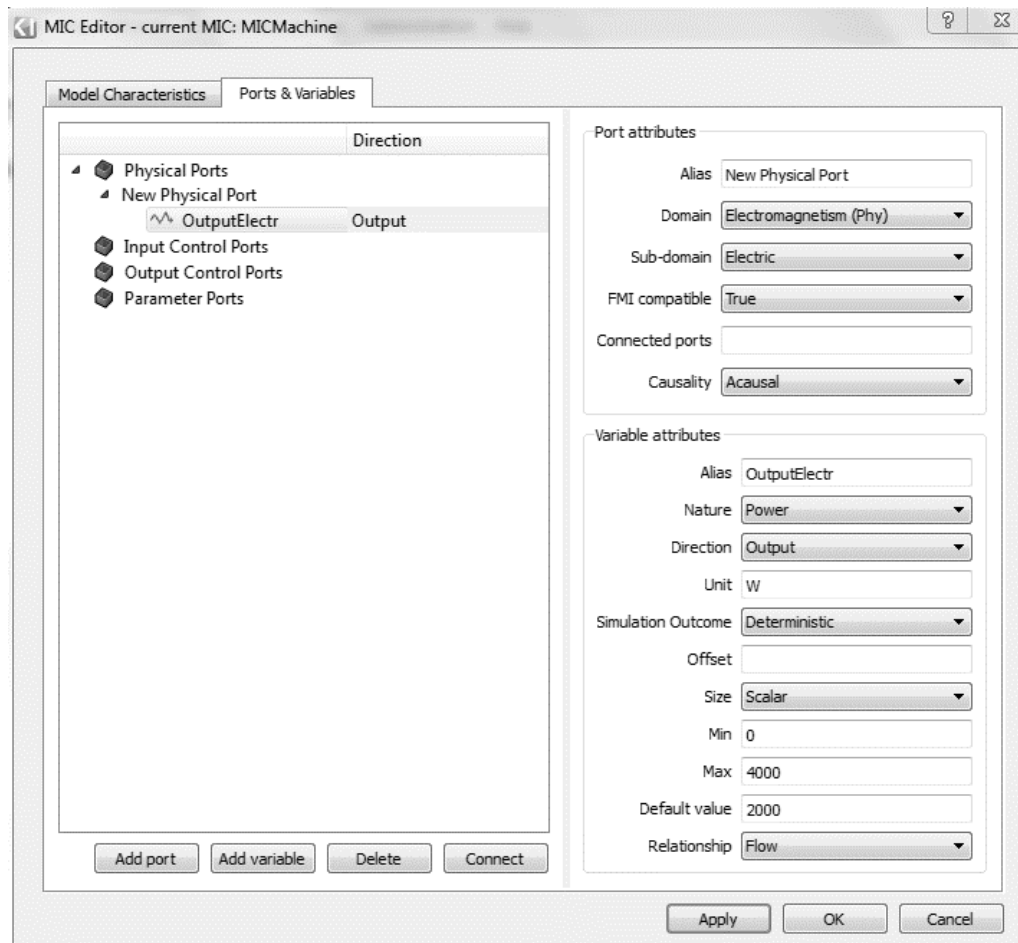 MIC Editor - current MIC: MICMachine
Model Characteristics
Ports & Variables
Direction
Physical Ports
New Physical Port
OutputElectr Output
Input Control Ports
Output Control Ports
Parameter Ports
Add port Add variable Delete Connect
Port attributes
Alias New Physical Port
Domain Electromagnetism (Phy)
Sub-domain Electric
FMI compatible True
Connected ports
Causality Acausal
Variable attributes
Alias OutputElectr
Nature Power
Direction Output
Unit W
Simulation Outcome Deterministic
Offset
Size Scalar
Min 0
Max 4000
Default value 2000
Relationship Flow
Apply OK Cancel